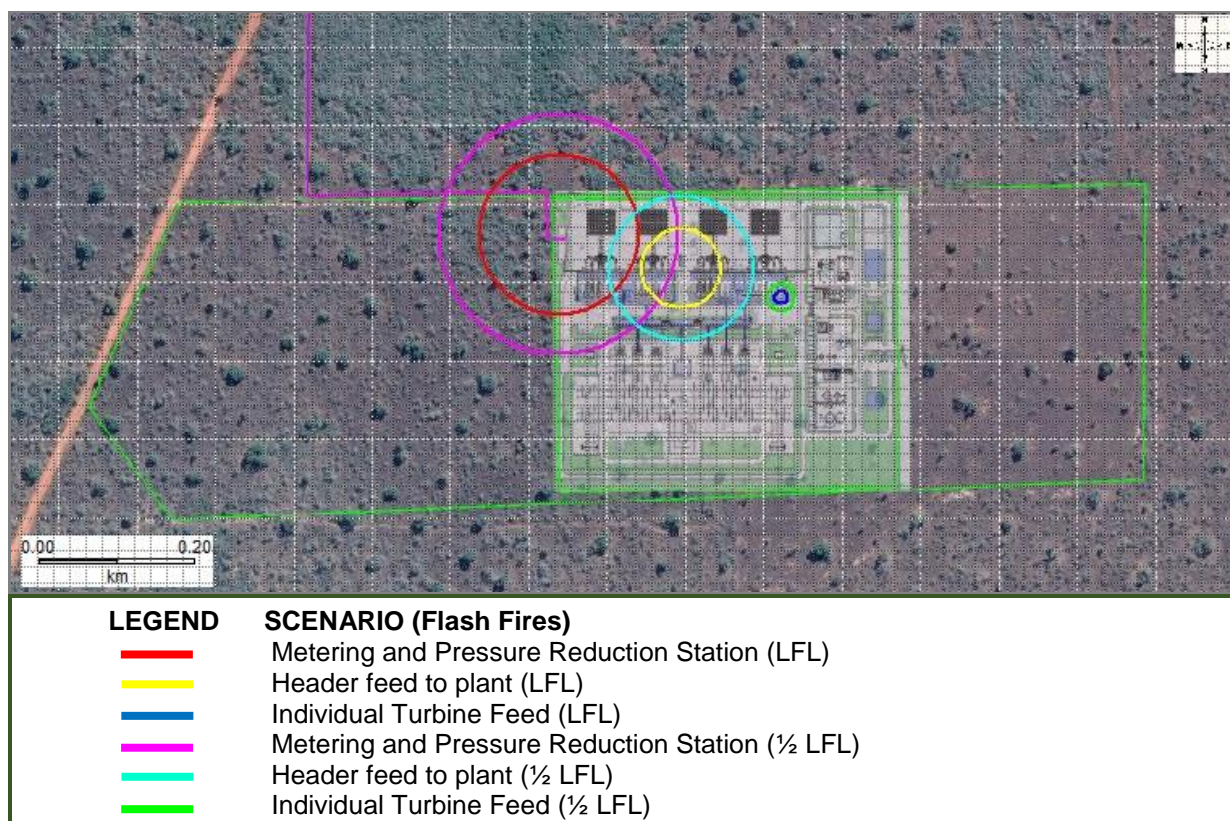 0.00 0.20
km
LEGEND SCENARIO (Flash Fires)
Metering and Pressure Reduction Station (LFL)
Header feed to plant (LFL)
Individual Turbine Feed (LFL)
Metering and Pressure Reduction Station (½ LFL)
Header feed to plant (½ LFL)
Individual Turbine Feed (½ LFL)